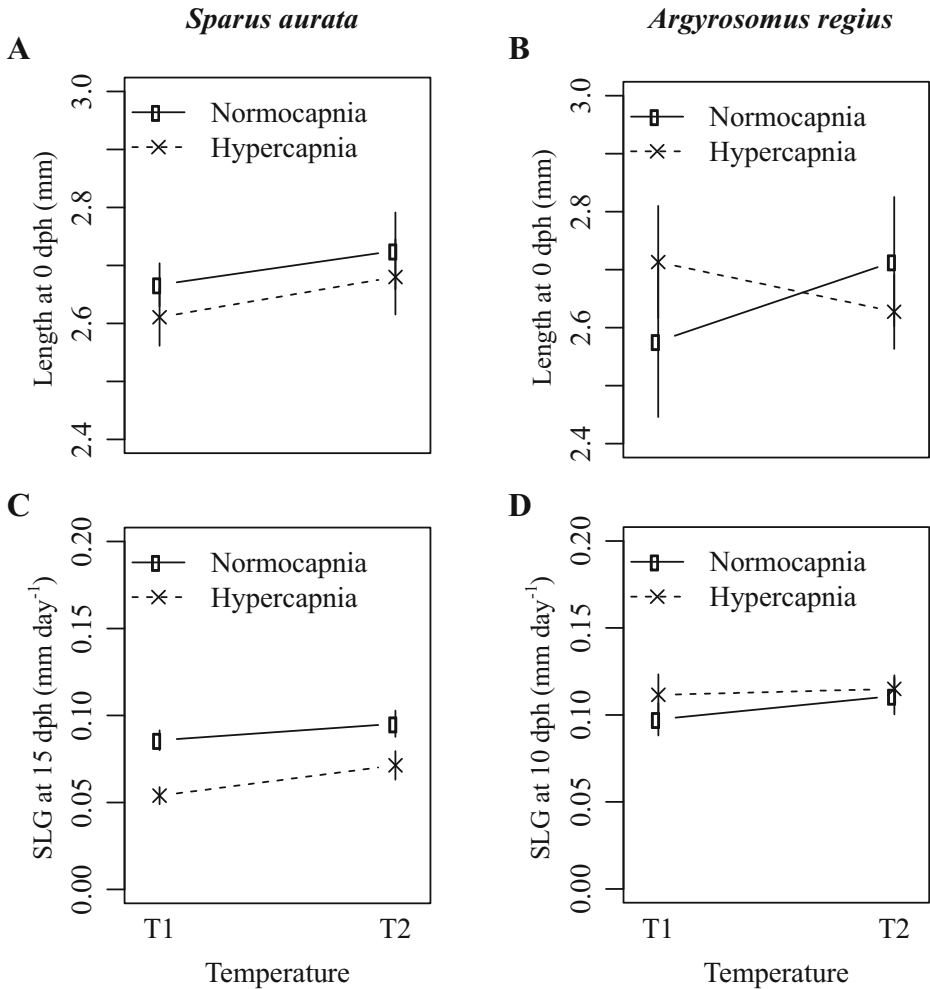 Sparus aurata
Argyrosomus regius
A
Length at 0 dph (mm)
3.0
2.8
2.6
2.4
Normocapnia
Hypercapnia
B
Length at 0 dph (mm)
3.0
2.8
2.6
2.4
Normocapnia
Hypercapnia
C
SLG at 15 dph (mm day-1)
0.20
0.15
0.10
0.05
0.00
Normocapnia
Hypercapnia
T1
T2
Temperature
D
SLG at 10 dph (mm day-1)
0.20
0.15
0.10
0.05
0.00
Normocapnia
Hypercapnia
T1
T2
Temperature